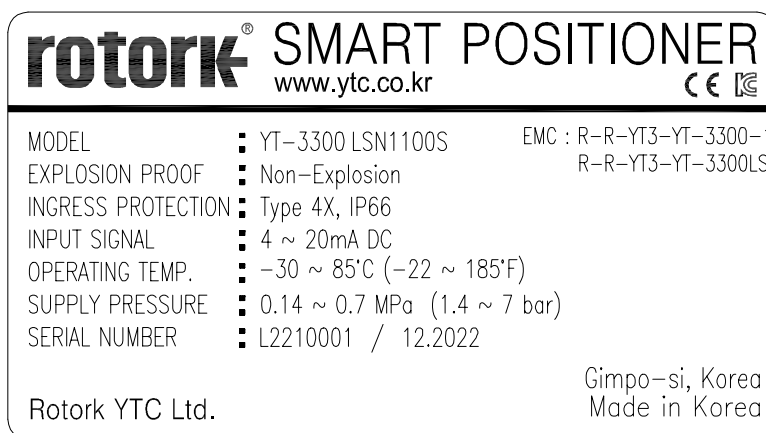 rotork® SMART POSITIONER
www.ytc.co.kr
CE
MODEL : YT-3300 LSN1100S
EMC : R-R-YT3-YT-3300-
R-R-YT3-YT-3300LS
EXPLOSION PROOF : Non-Explosion
INGRESS PROTECTION : Type 4X, IP66
INPUT SIGNAL : 4 ~ 20mA DC
OPERATING TEMP. : -30 ~ 85°C (-22 ~ 185°F)
SUPPLY PRESSURE : 0.14 ~ 0.7 MPa (1.4 ~ 7 bar)
SERIAL NUMBER : L2210001 / 12.2022
Gimpo-si, Korea
Rotork YTC Ltd.
Made in Korea